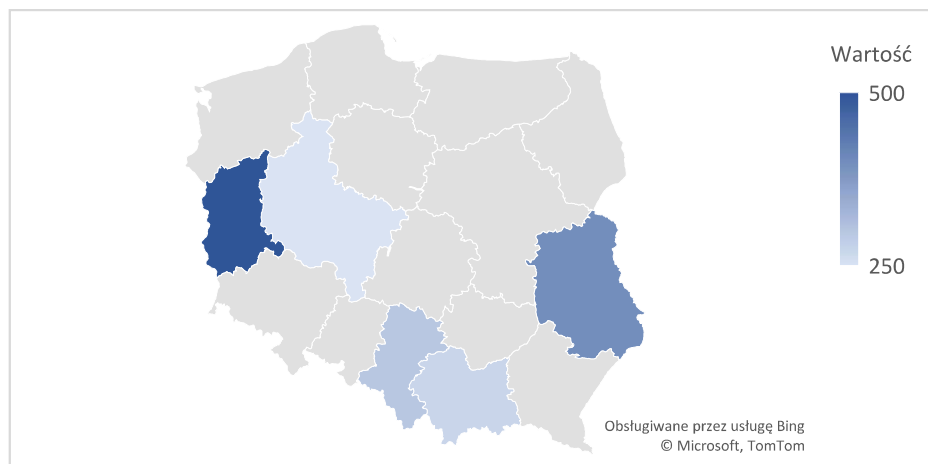 Wartość
500
250
Obsługiwane przez usługę Bing
© Microsoft, TomTom